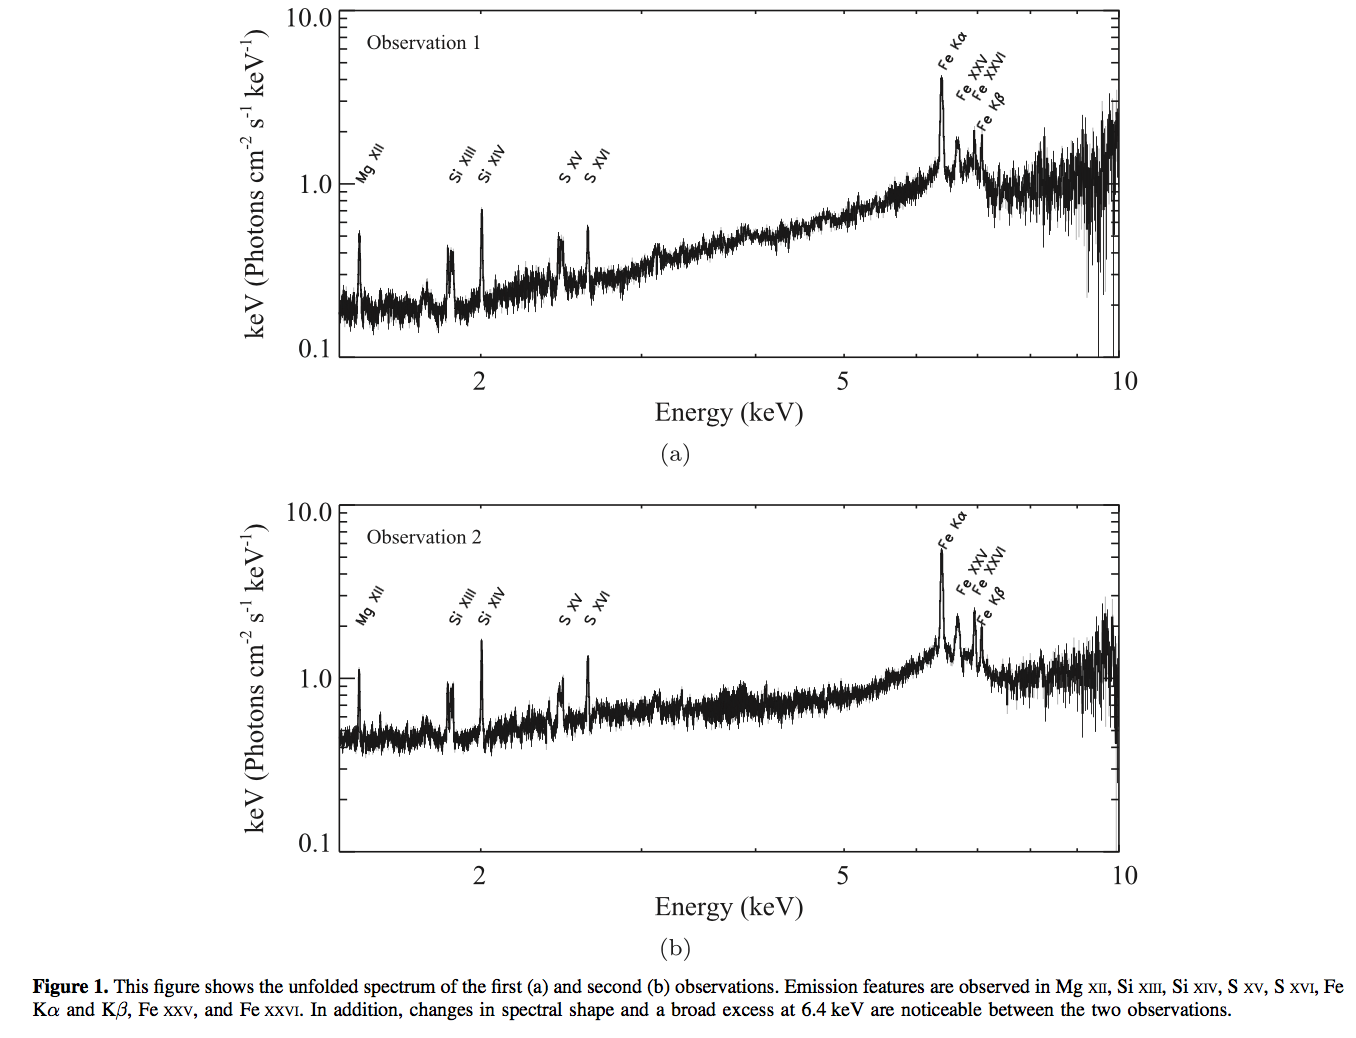 10.0
Observation 1
Fe Kα
Fe XXV
Fe XXVI
Fe Kβ
Mg XII
Si XIII
Si XIV
S XV
S XVI
1.0
0.1
keV (Photons cm-2 s-1 keV-1)
2
5
10
Energy (keV)
(a)
10.0
Observation 2
Fe Kα
Fe XXV
Fe XXVI
Fe Kβ
Mg XII
Si XIII
Si XIV
S XV
S XVI
1.0
0.1
keV (Photons cm-2 s-1 keV-1)
2
5
10
Energy (keV)
(b)
Figure 1. This figure shows the unfolded spectrum of the first (a) and second (b) observations. Emission features are observed in Mg XII, Si XIII, Si XIV, S XV, S XVI, Fe
Kα and Kβ, Fe XXV, and Fe XXVI. In addition, changes in spectral shape and a broad excess at 6.4 keV are noticeable between the two observations.